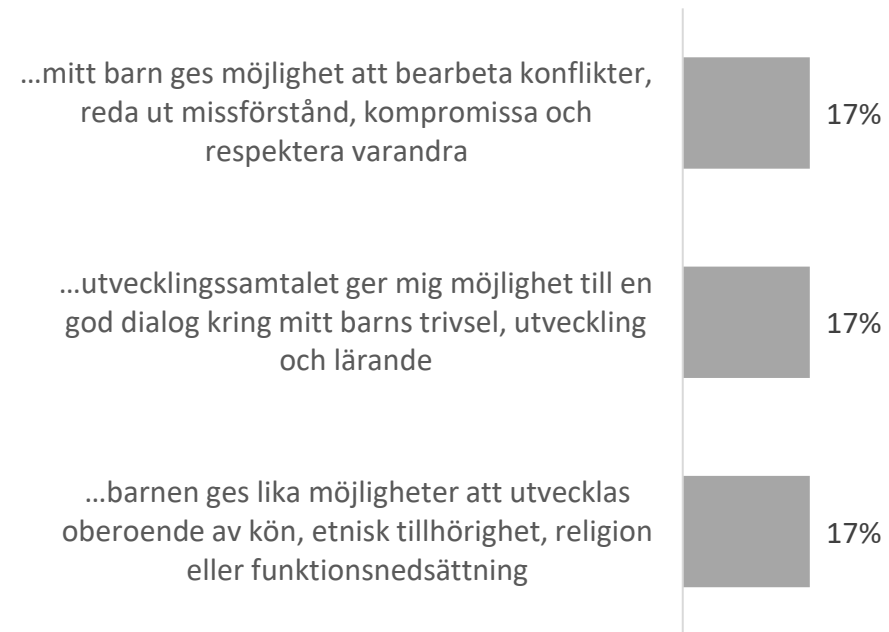 ...mitt barn ges möjlighet att bearbeta konflikter,
reda ut missförstånd, kompromissa och
respektera varandra
17%
...utvecklingssamtalet ger mig möjlighet till en
god dialog kring mitt barns trivsel, utveckling
och lärande
17%
...barnen ges lika möjligheter att utvecklas
oberoende av kön, etnisk tillhörighet, religion
eller funktionsnedsättning
17%